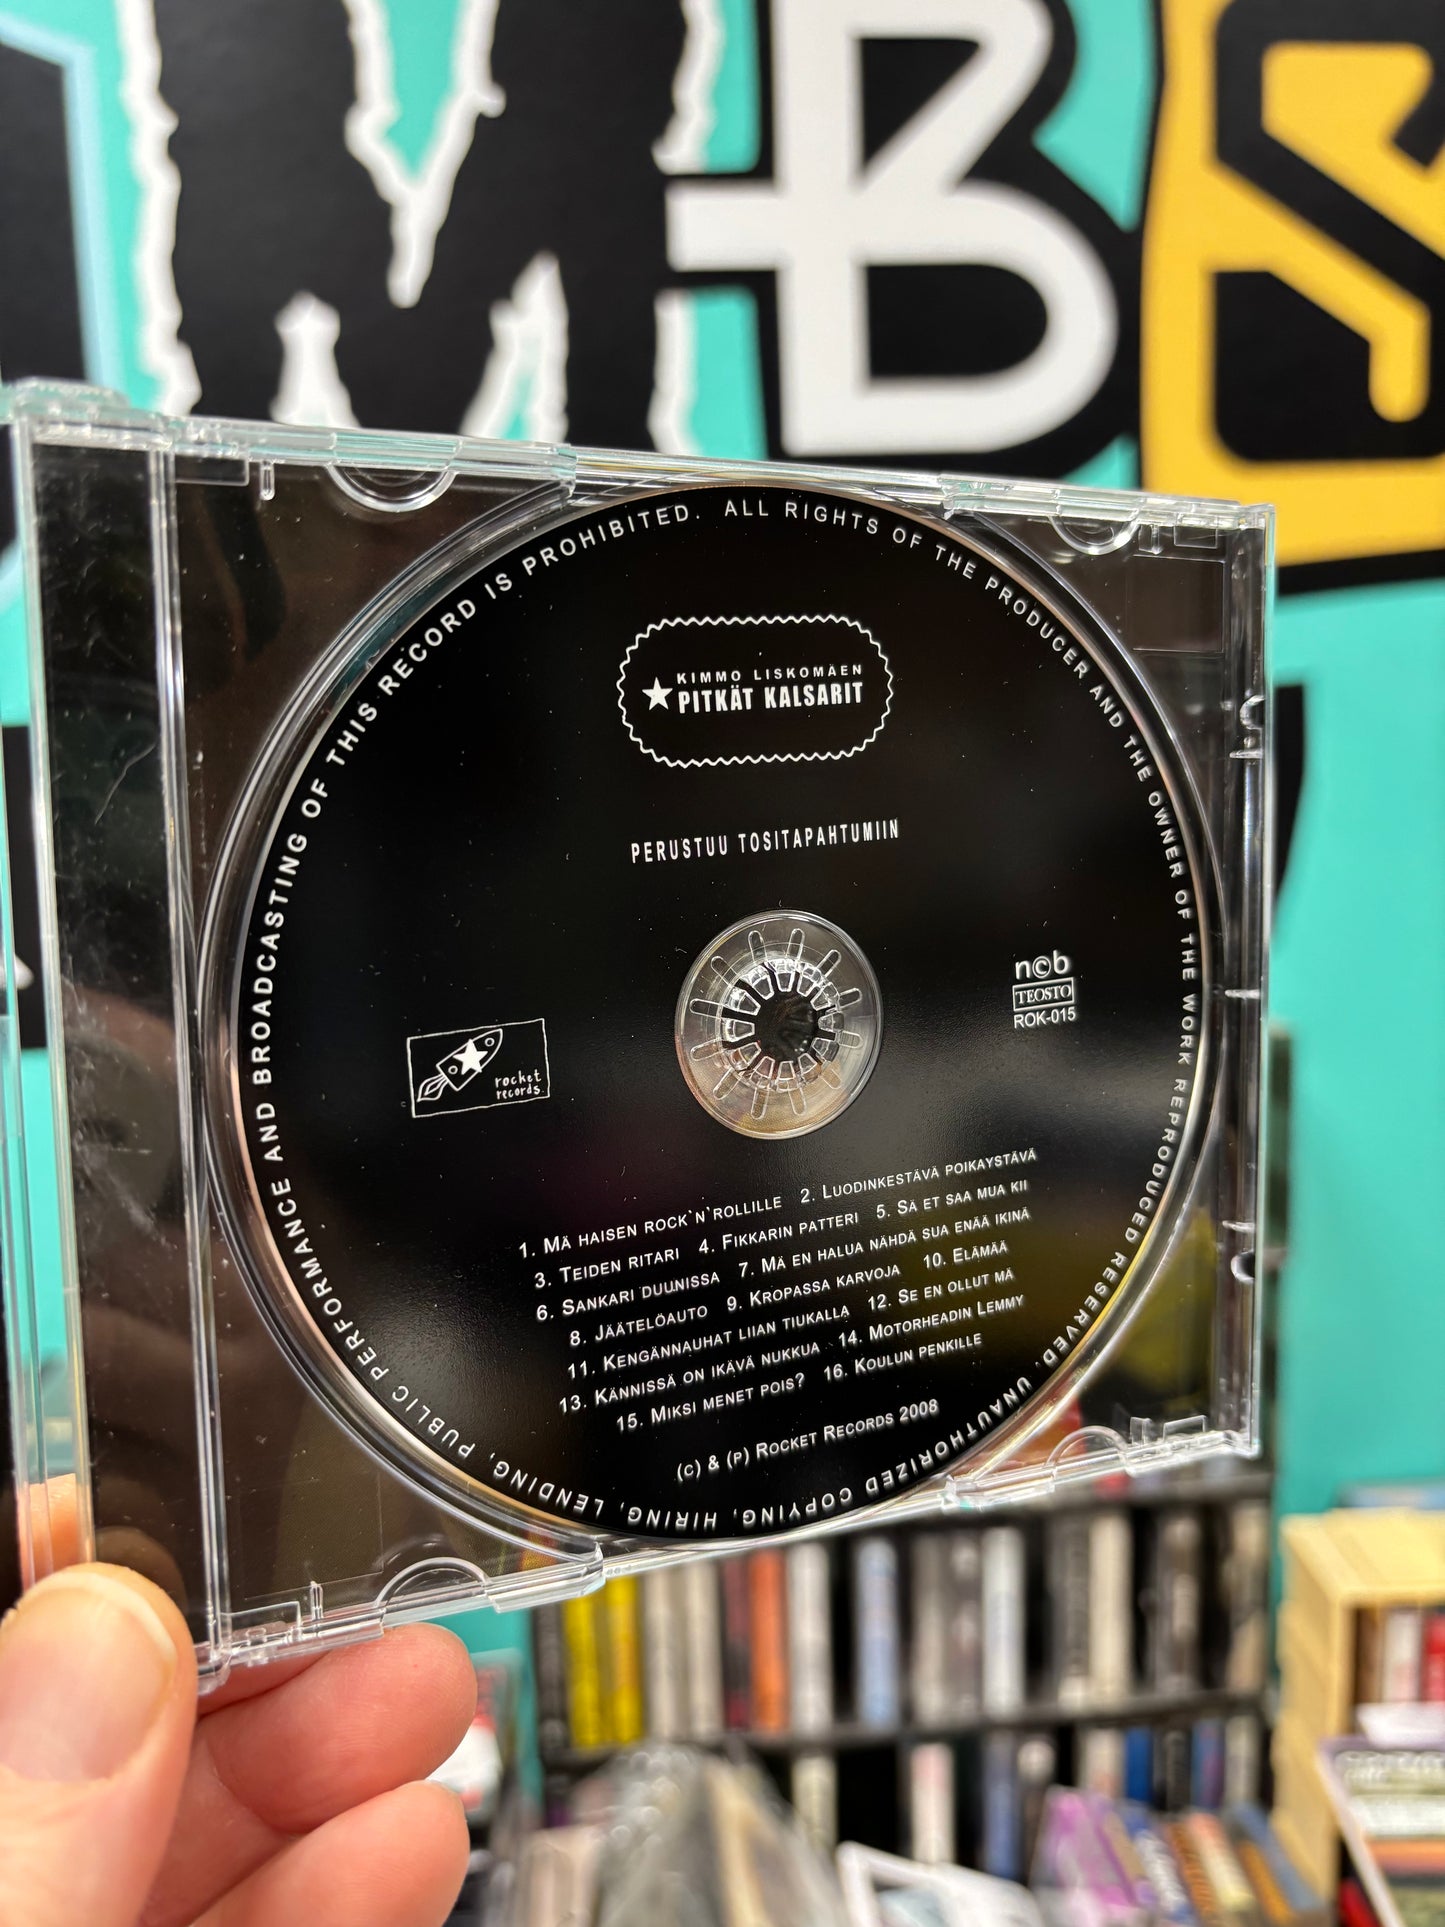 MBS
KIMMO LISKOMÄEN
PITKÄT KALSARIT
PERUSTUU TOSITAPAHTUMIIN
n©b
TEOSTO
ROK-015
rocket
records
1. MÄ HAISEN ROCK`N`ROLLILLE 2. LUODINKESTÄVÄ POIKAYSTÄVÄ
3. TEIDEN RITARI 4. FIKKARIN PATTERI 5. SÄ ET SAA MUA KII
6. SANKARI DUUNISSA 7. MÄ EN HALUA NÄHDÄ SUA ENÄÄ IKINÄ
8. JÄÄTELÖAUTO 9. KROPASSA KARVOJA 10. ELÄMÄÄ
11. KENGÄNNAUHAT LIIAN TIUKALLA 12. SE EN OLLUT MÄ
13. KÄNNISSÄ ON IKÄVÄ NUKKUA 14. MOTORHEADIN LEMMY
15. MIKSI MENET POIS? 16. KOULUN PENKILLE
(C) & (P) ROCKET RECORDS 2008
ALL RIGHTS OF THE PRODUCER AND THE OWNER OF THE WORK REPRODUCED RESERVED. UNAUTHORIZED COPYING, HIRING, LENDING, PUBLIC PERFORMANCE AND BROADCASTING OF THIS RECORD IS PROHIBITED.